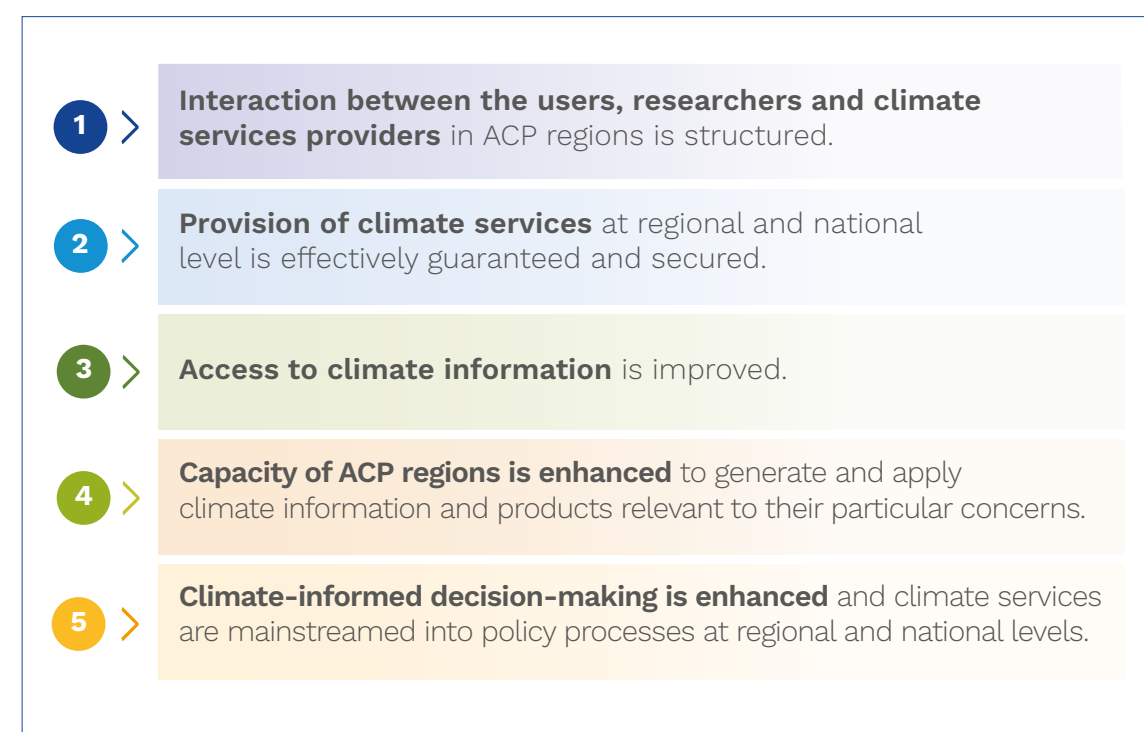 1
Interaction between the users, researchers and climate
services providers in ACP regions is structured.
2
Provision of climate services at regional and national
level is effectively guaranteed and secured.
3
Access to climate information is improved.
4
Capacity of ACP regions is enhanced to generate and apply
climate information and products relevant to their particular concerns.
5
Climate-informed decision-making is enhanced and climate services
are mainstreamed into policy processes at regional and national levels.